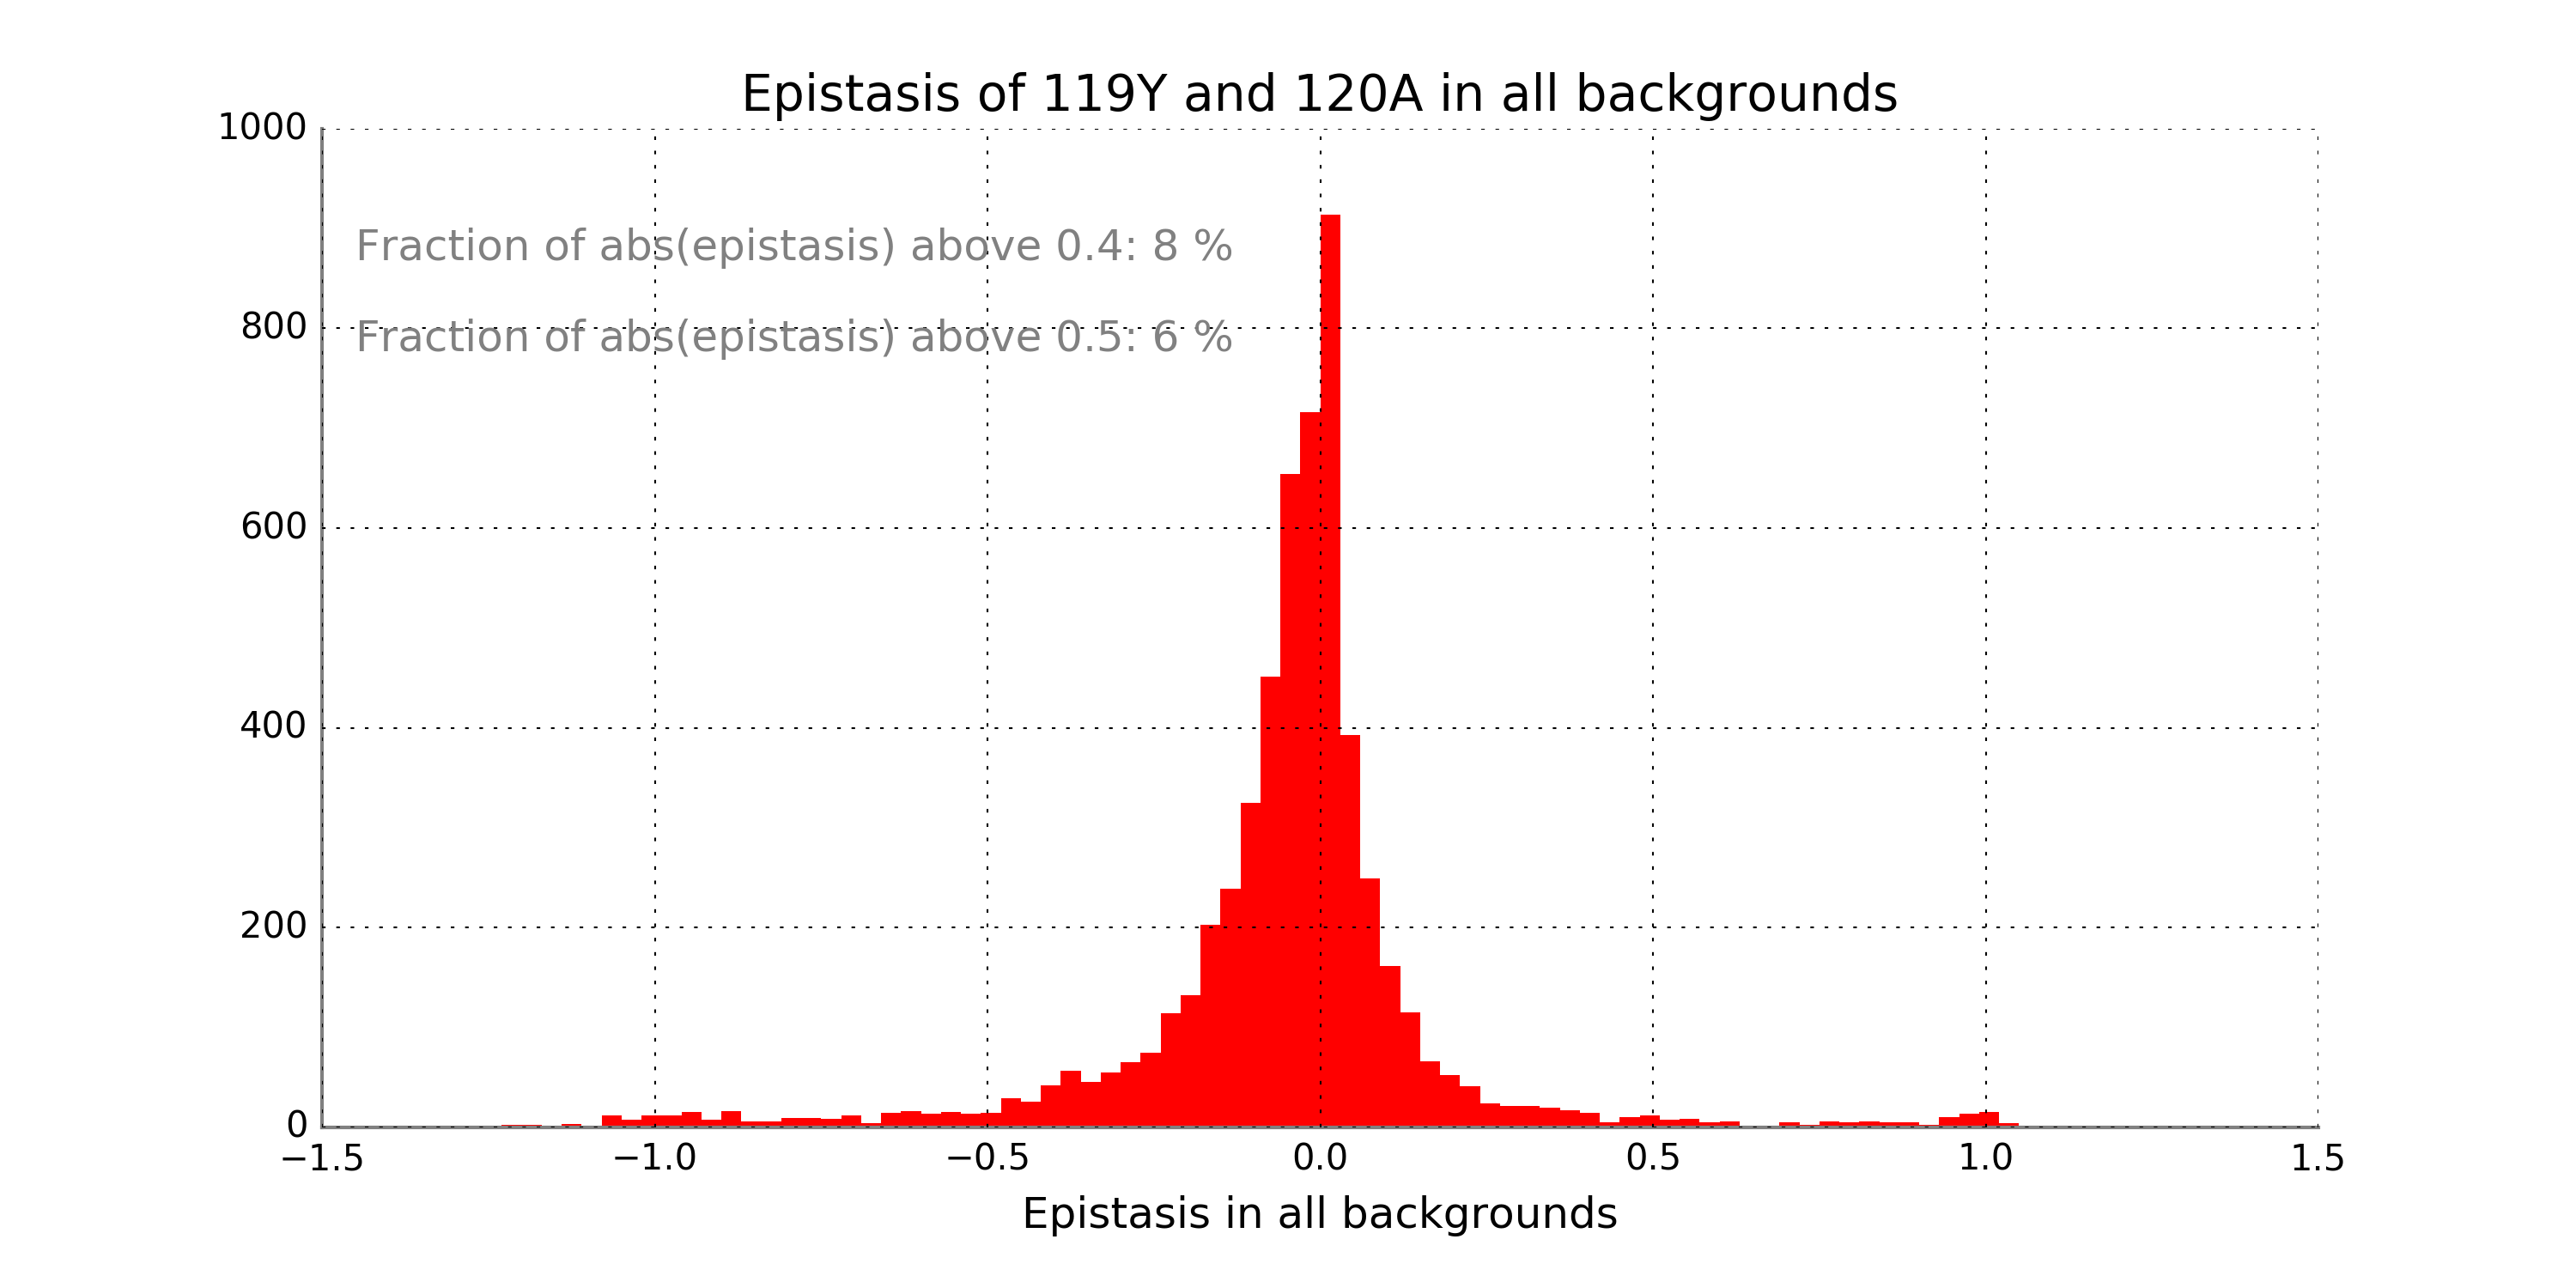 Epistasis of 119Y and 120A in all backgrounds
1000
Fraction of abs(epistasis) above 0.4: 8 %
800
Fraction of abs(epistasis) above 0.5: 6 %
600
400
200
0
−1.5 −1.0 −0.5 0.0 0.5 1.0 1.5
Epistasis in all backgrounds